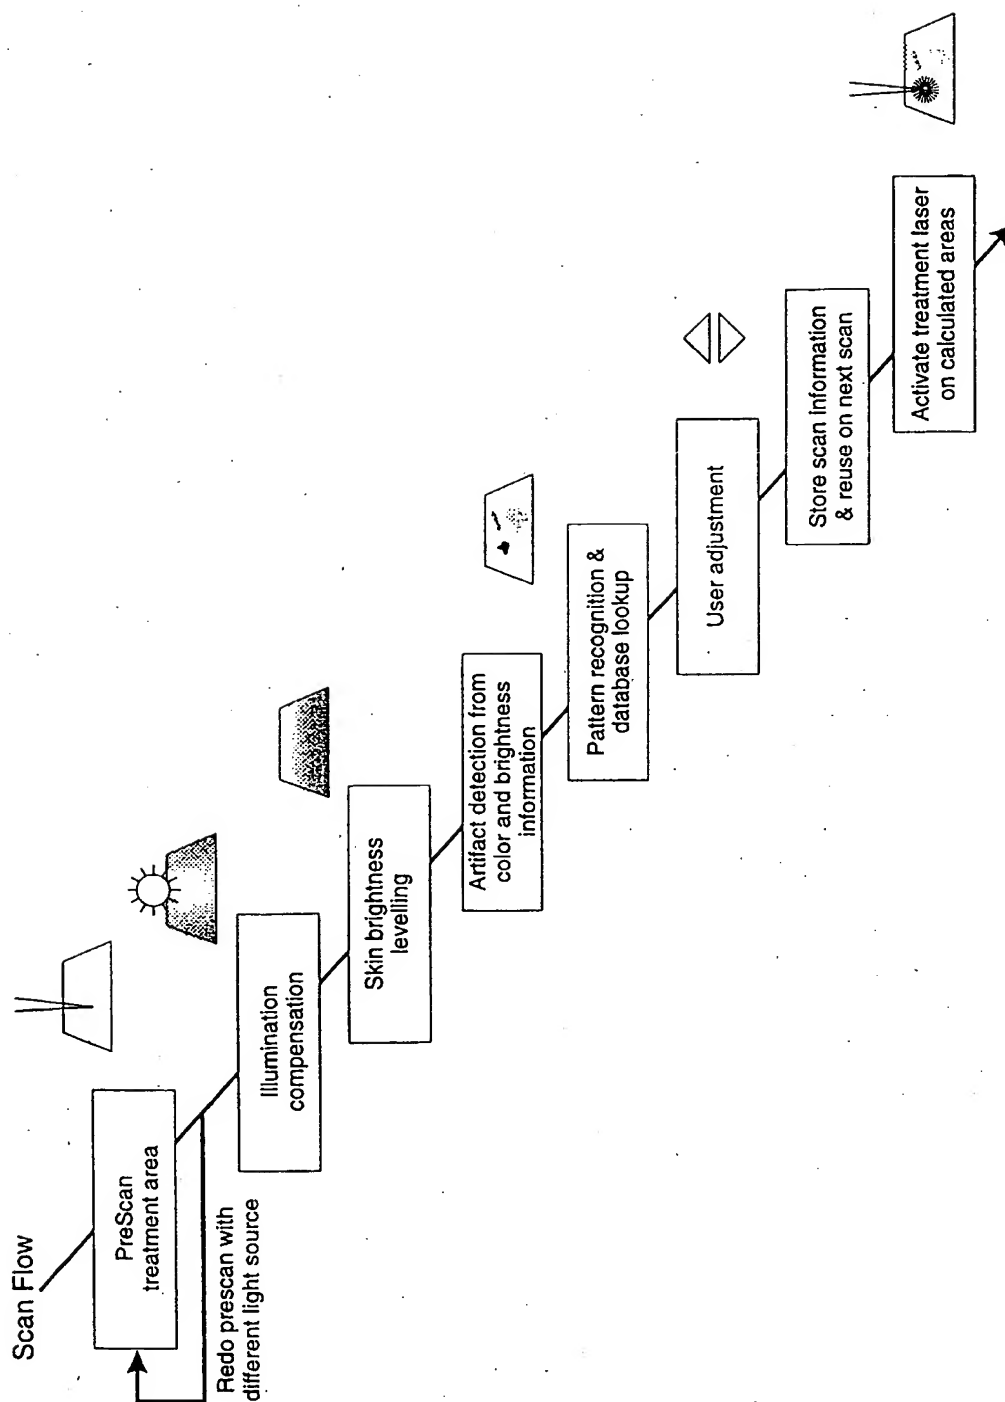 Scan Flow
PreScan
treatment area
Redo prescan with
different light source
Illumination
compensation
Skin brightness
levelling
Artifact detection from
color and brightness
information
Pattern recognition &
database lookup
User adjustment
Store scan information
& reuse on next scan
Activate treatment laser
on calculated areas